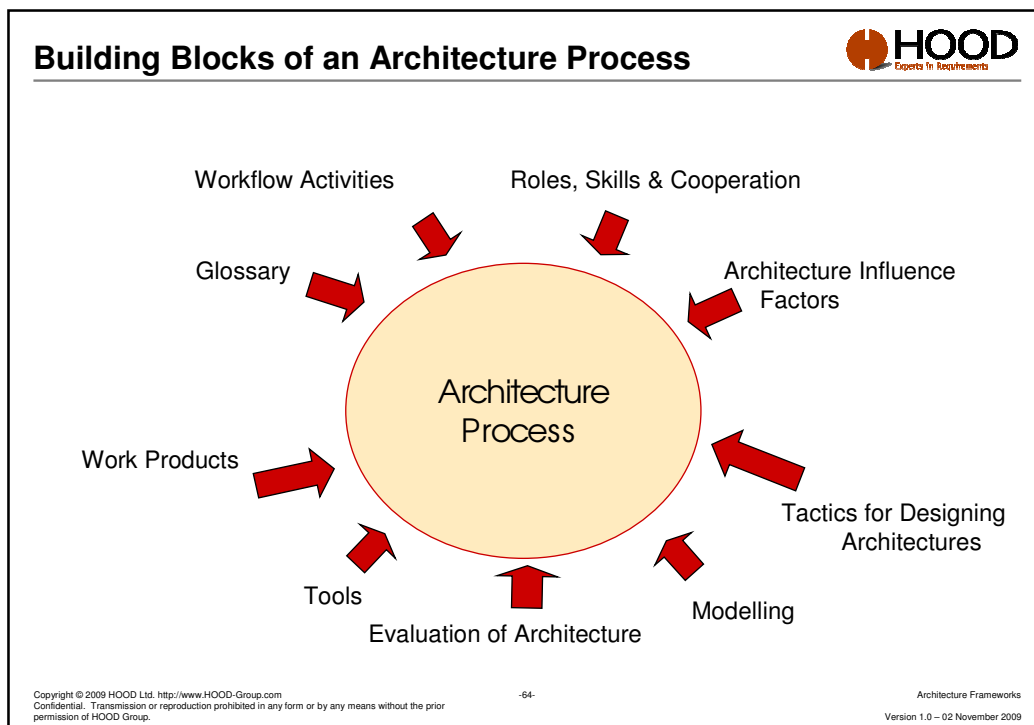 Building Blocks of an Architecture Process
HOOD
Experts in Requirements
Workflow Activities
Roles, Skills & Cooperation
Glossary
Architecture Influence
Factors
Architecture
Process
Work Products
Tactics for Designing
Architectures
Tools
Modelling
Evaluation of Architecture
Copyright © 2009 HOOD Ltd. http://www.HOOD-Group.com
Confidential. Transmission or reproduction prohibited in any form or by any means without the prior
permission of HOOD Group.
-64-
Architecture Frameworks
Version 1.0 – 02 November 2009